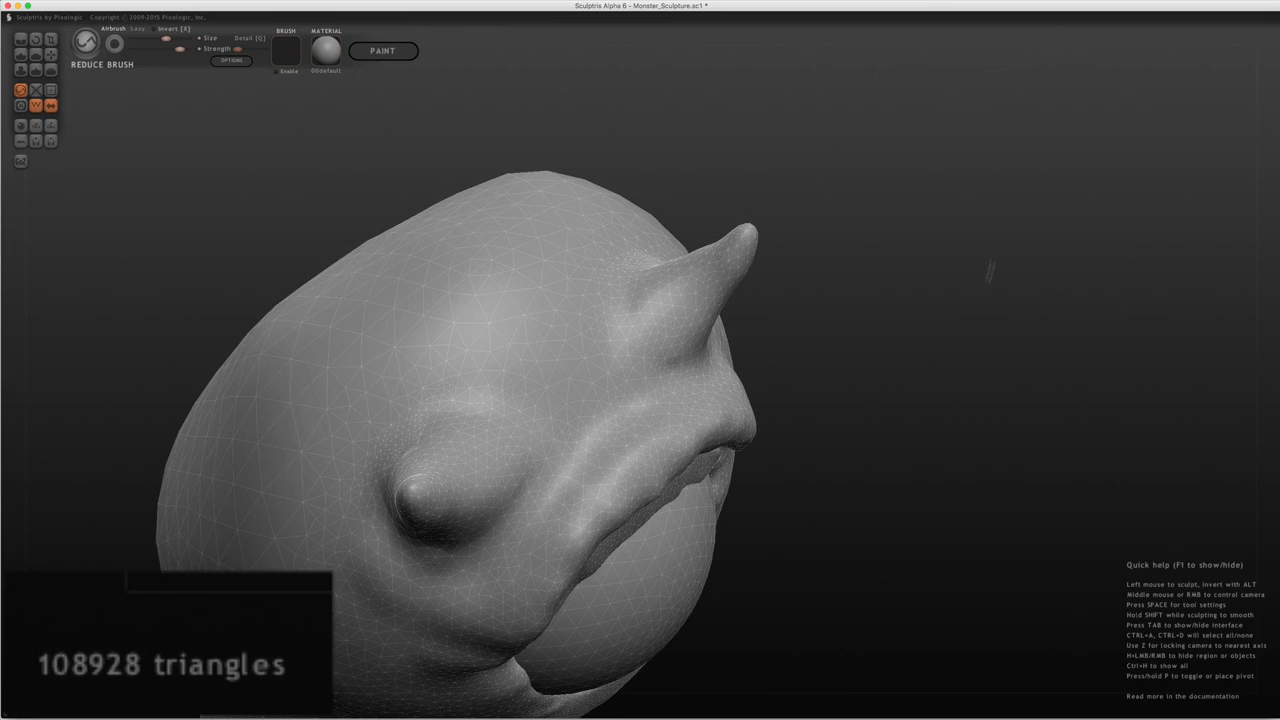 Sculptris Alpha 6 - Monster_Sculpture.sc1 *
Sculptris by Pixologic Copyright © 2009-2015 Pixologic, Inc.
Airbrush Lazy Invert [X]
Size Detail [Q]
Strength
OPTIONS
REDUCE BRUSH
BRUSH
Enable
MATERIAL
00default
PAINT
GoZ
108928 triangles
Quick help (F1 to show/hide)
Left mouse to sculpt, invert with ALT
Middle mouse or RMB to control camera
Press SPACE for tool settings
Hold SHIFT while sculpting to smooth
Press TAB to show/hide interface
CTRL+A, CTRL+D will select all/none
Use Z for locking camera to nearest axis
H+LMB/RMB to hide region or objects
Ctrl+H to show all
Press/hold P to toggle or place pivot
Read more in the documentation